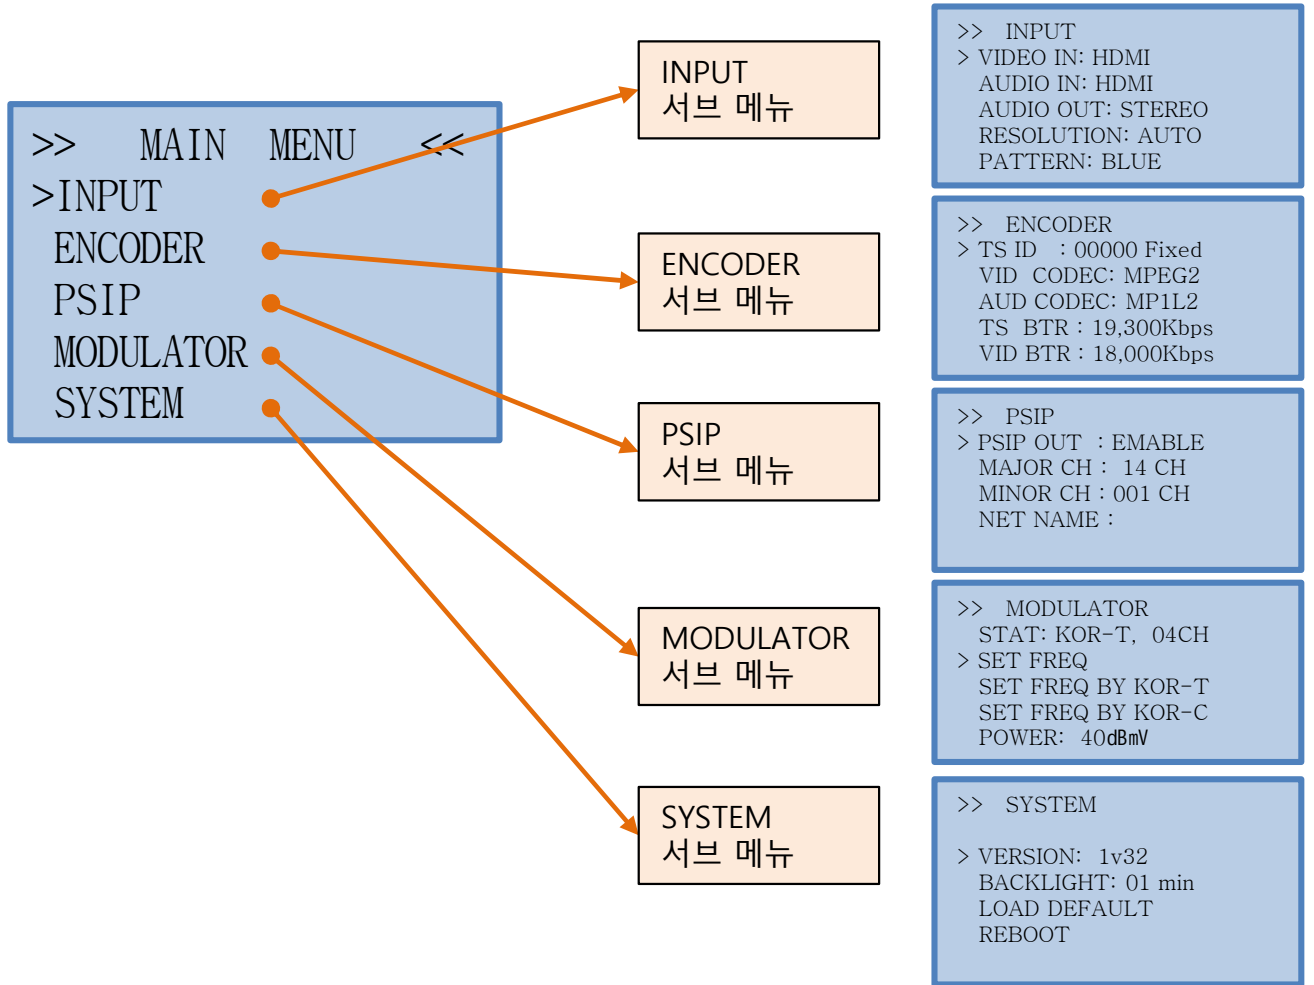 >> MAIN MENU <<
>INPUT
ENCODER
PSIP
MODULATOR
SYSTEM
INPUT
서브 메뉴
ENCODER
서브 메뉴
PSIP
서브 메뉴
MODULATOR
서브 메뉴
SYSTEM
서브 메뉴
>> INPUT
> VIDEO IN: HDMI
AUDIO IN: HDMI
AUDIO OUT: STEREO
RESOLUTION: AUTO
PATTERN: BLUE
>> ENCODER
> TS ID : 00000 Fixed
VID CODEC: MPEG2
AUD CODEC: MP1L2
TS BTR : 19,300Kbps
VID BTR : 18,000Kbps
>> PSIP
> PSIP OUT : EMABLE
MAJOR CH : 14 CH
MINOR CH : 001 CH
NET NAME :
>> MODULATOR
STAT: KOR-T, 04CH
> SET FREQ
SET FREQ BY KOR-T
SET FREQ BY KOR-C
POWER: 40dBmV
>> SYSTEM
> VERSION: 1v32
BACKLIGHT: 01 min
LOAD DEFAULT
REBOOT